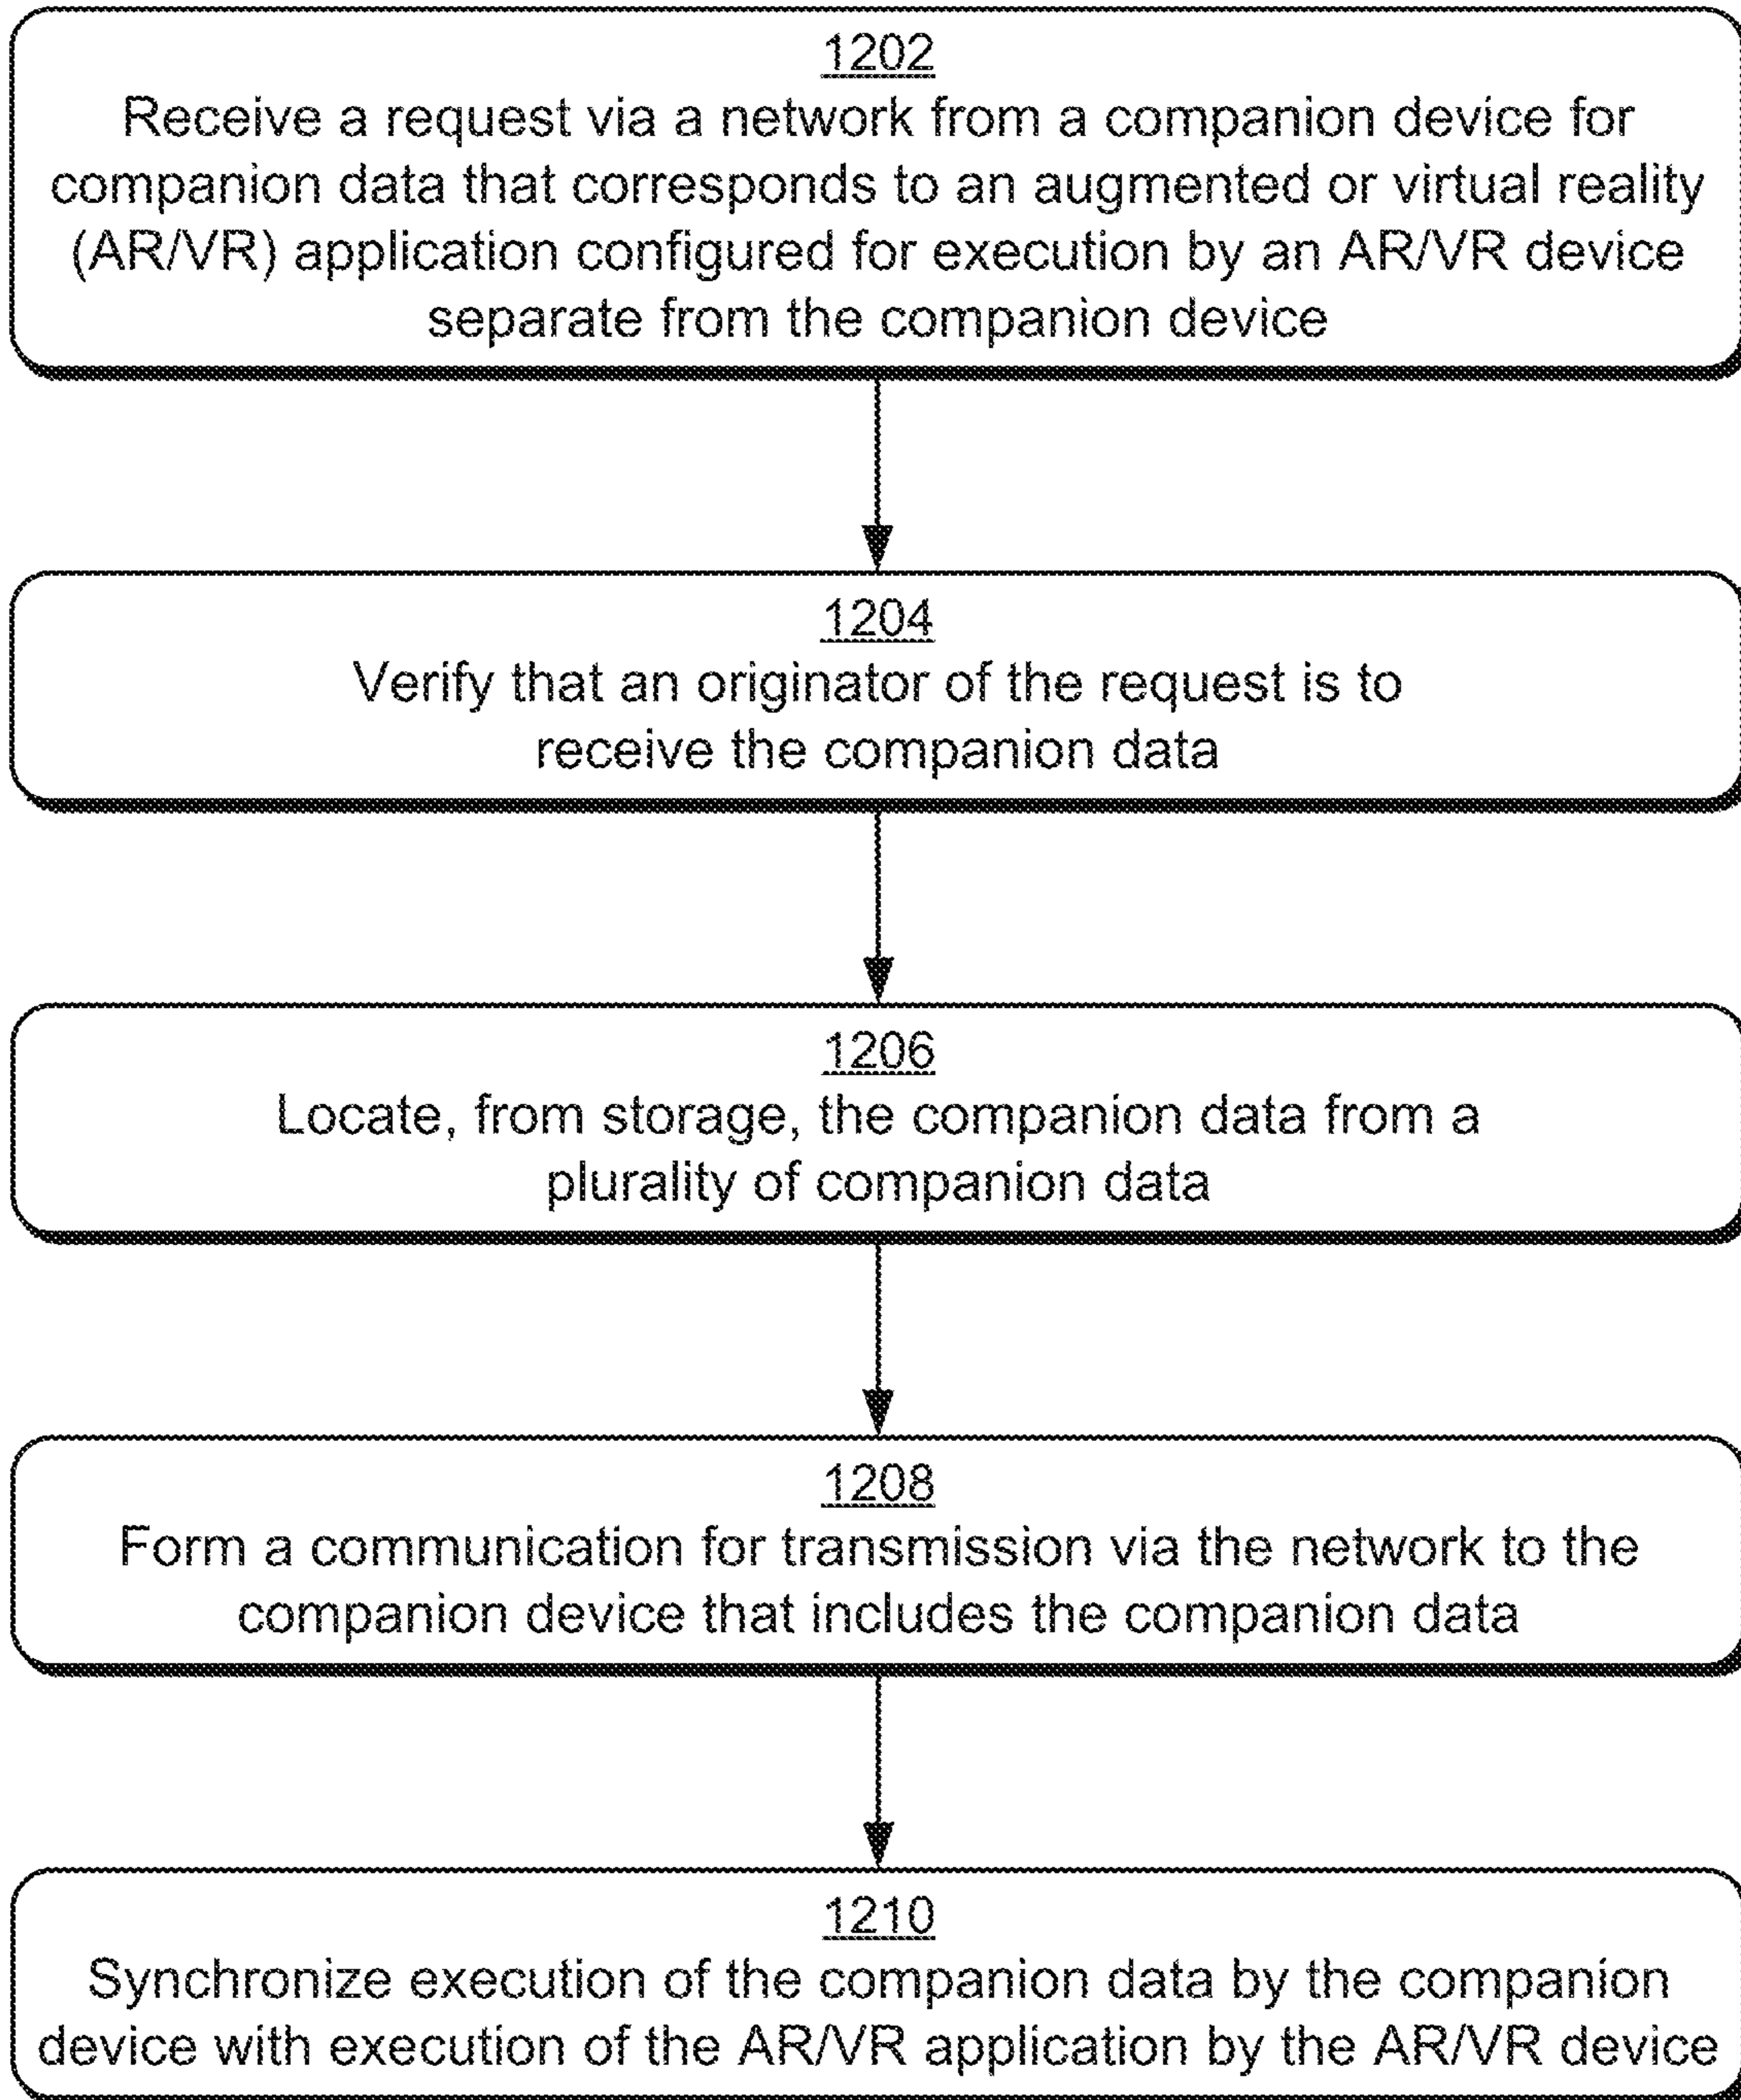 1202
Receive a request via a network from a companion device for
companion data that corresponds to an augmented or virtual reality
(AR/VR) application configured for execution by an AR/VR device
separate from the companion device
1204
Verify that an originator of the request is to
receive the companion data
1206
Locate, from storage, the companion data from a
plurality of companion data
1208
Form a communication for transmission via the network to the
companion device that includes the companion data
1210
Synchronize execution of the companion data by the companion
device with execution of the AR/VR application by the AR/VR device